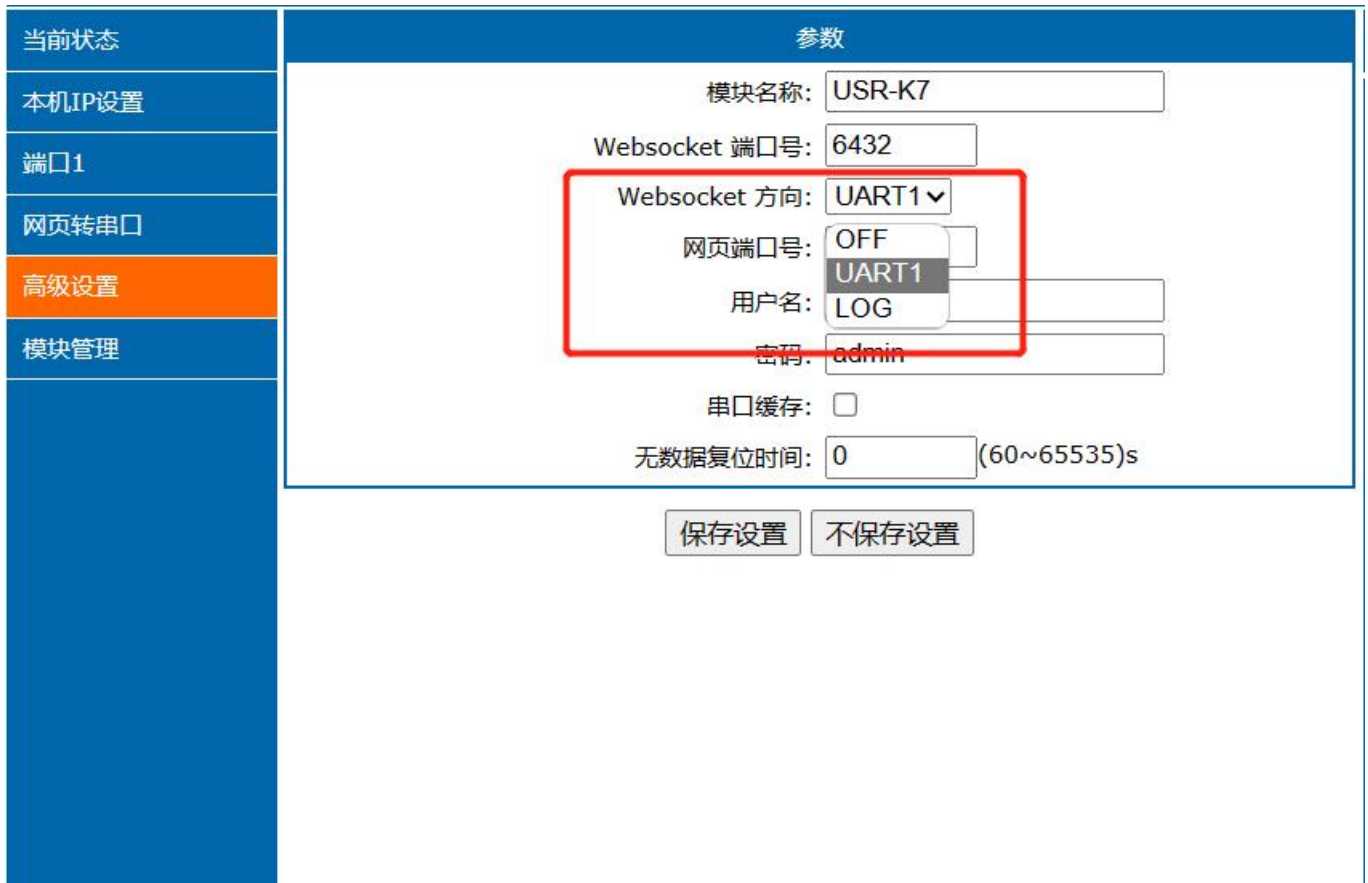 当前状态
本机IP设置
端口1
网页转串口
高级设置
模块管理
参数
模块名称: USR-K7
Websocket 端口号: 6432
Websocket 方向: UART1
OFF
UART1
LOG
网页端口号:
用户名:
密码: admin
串口缓存:
无数据复位时间: 0 (60~65535)s
保存设置 不保存设置